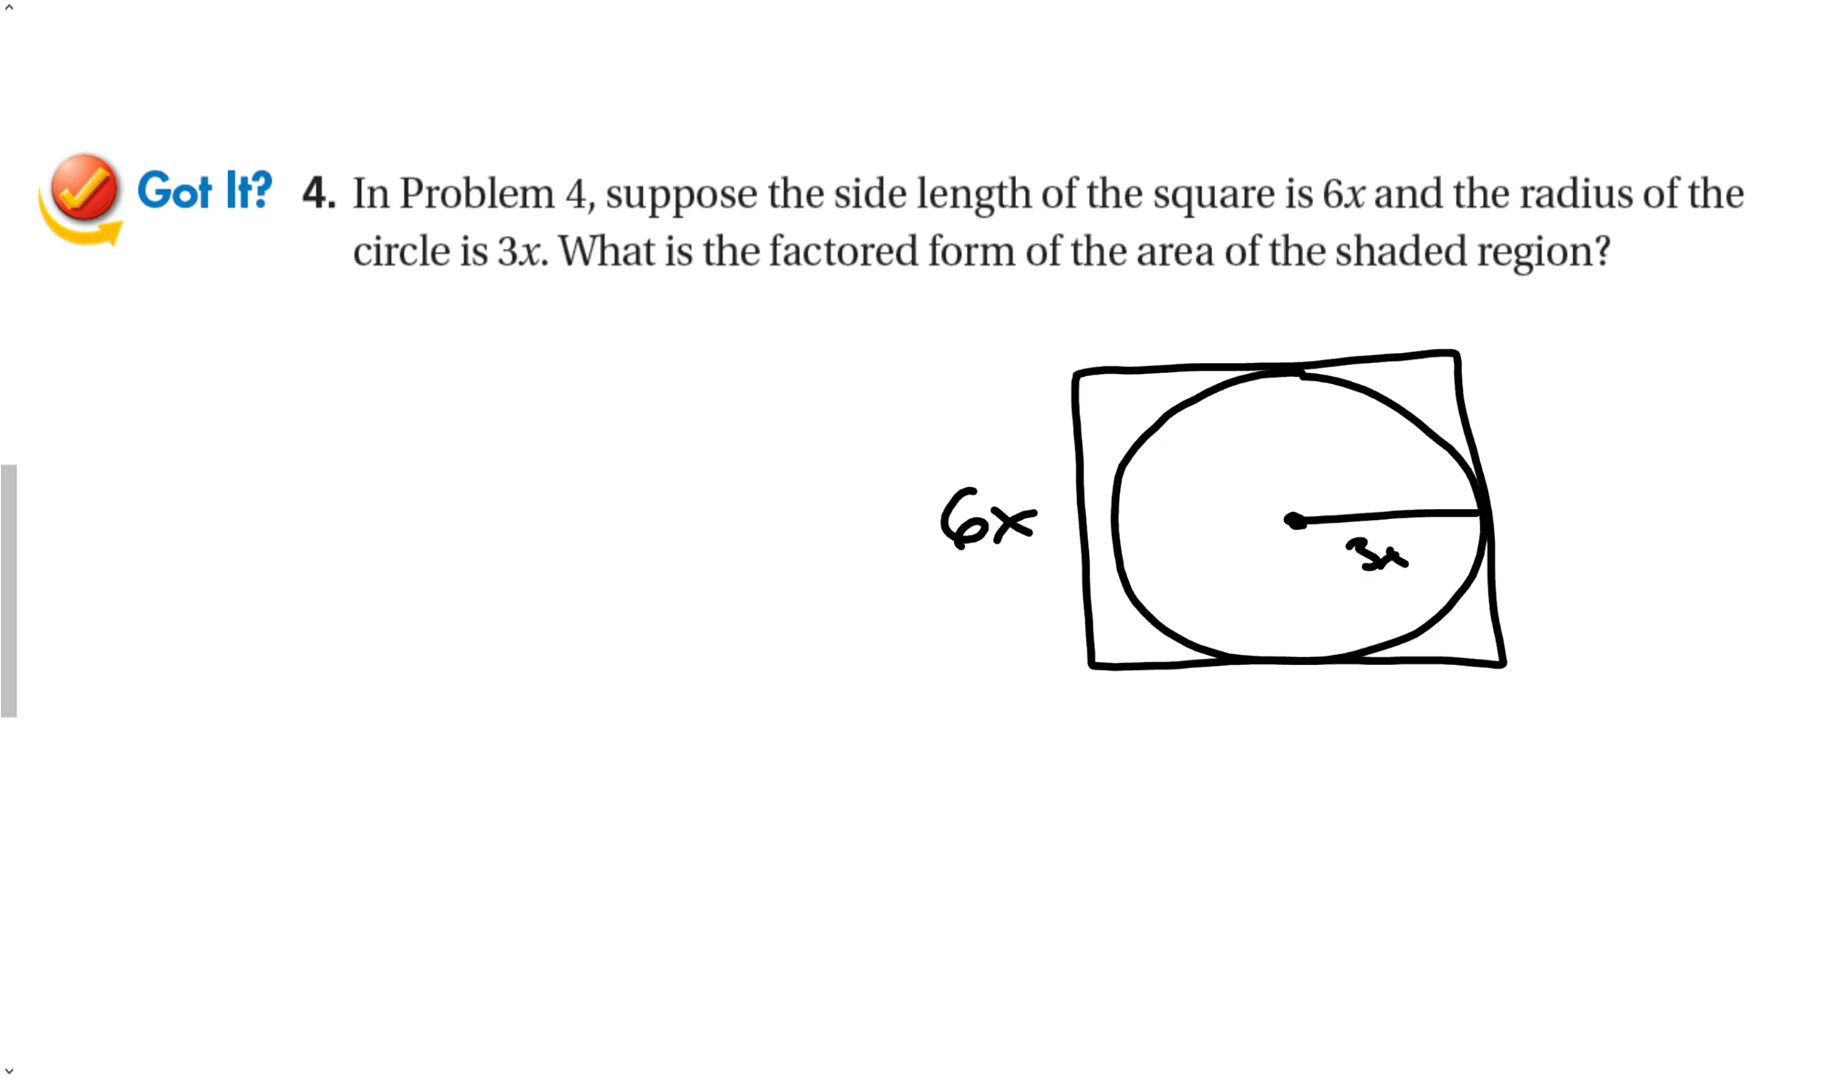 Got It? 4. In Problem 4, suppose the side length of the square is 6x and the radius of the
circle is 3x. What is the factored form of the area of the shaded region?
6x
3x